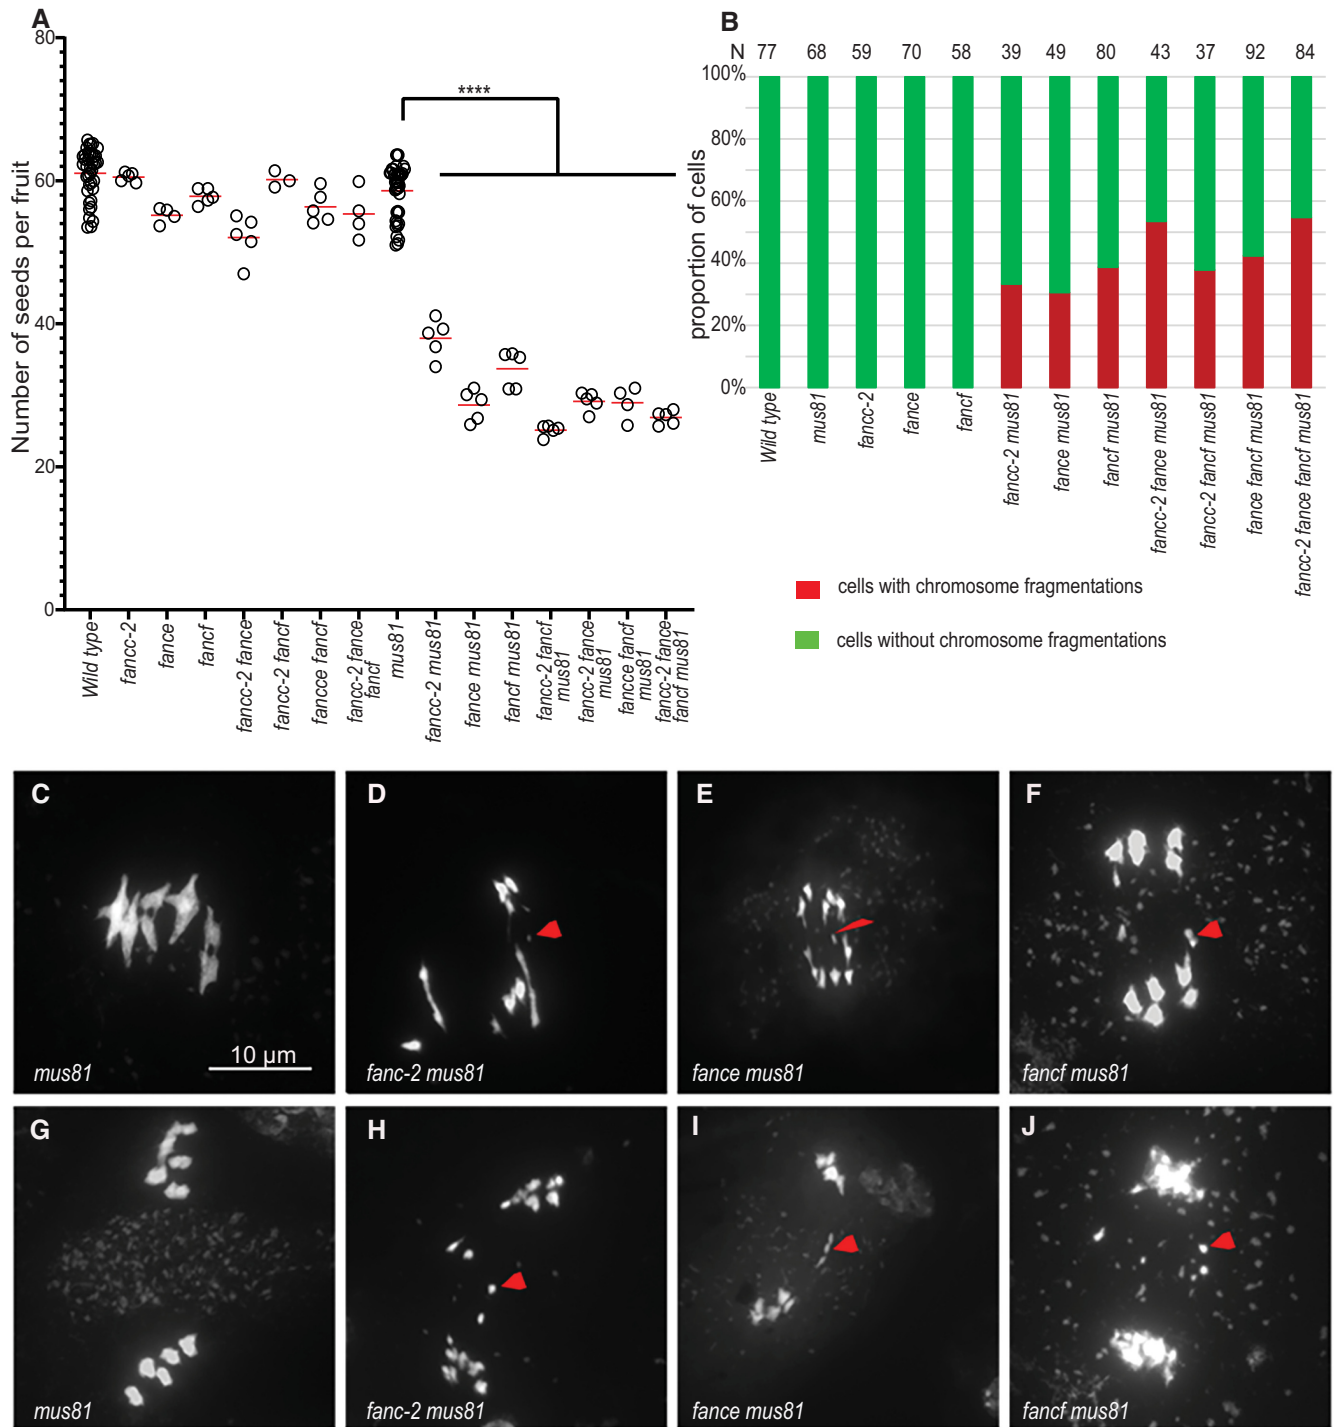 A
Number of seeds per fruit
80
60
40
20
0
****
Wild type
fancc-2
fance
fancf
fancc-2 fance
fancc-2 fancf
fancce fancf
fancc-2 fance
fancf
mus81
fancc-2 mus81
fance mus81
fancf mus81
fancc-2 fancf
mus81
fancc-2 fance
mus81
fancce fancf
mus81
fancc-2 fance
fancf mus81
B
N 77 68 59 70 58 39 49 80 43 37 92 84
proportion of cells
100%
80%
60%
40%
20%
0%
Wild type
mus81
fancc-2
fance
fancf
fancc-2 mus81
fance mus81
fancf mus81
fancc-2 fance mus81
fancc-2 fancf mus81
fance fancf mus81
fancc-2 fance fancf mus81
cells with chromosome fragmentations
cells without chromosome fragmentations
C
10 µm
mus81
D
fanc-2 mus81
E
fance mus81
F
fancf mus81
G
mus81
H
fanc-2 mus81
I
fance mus81
J
fancf mus81